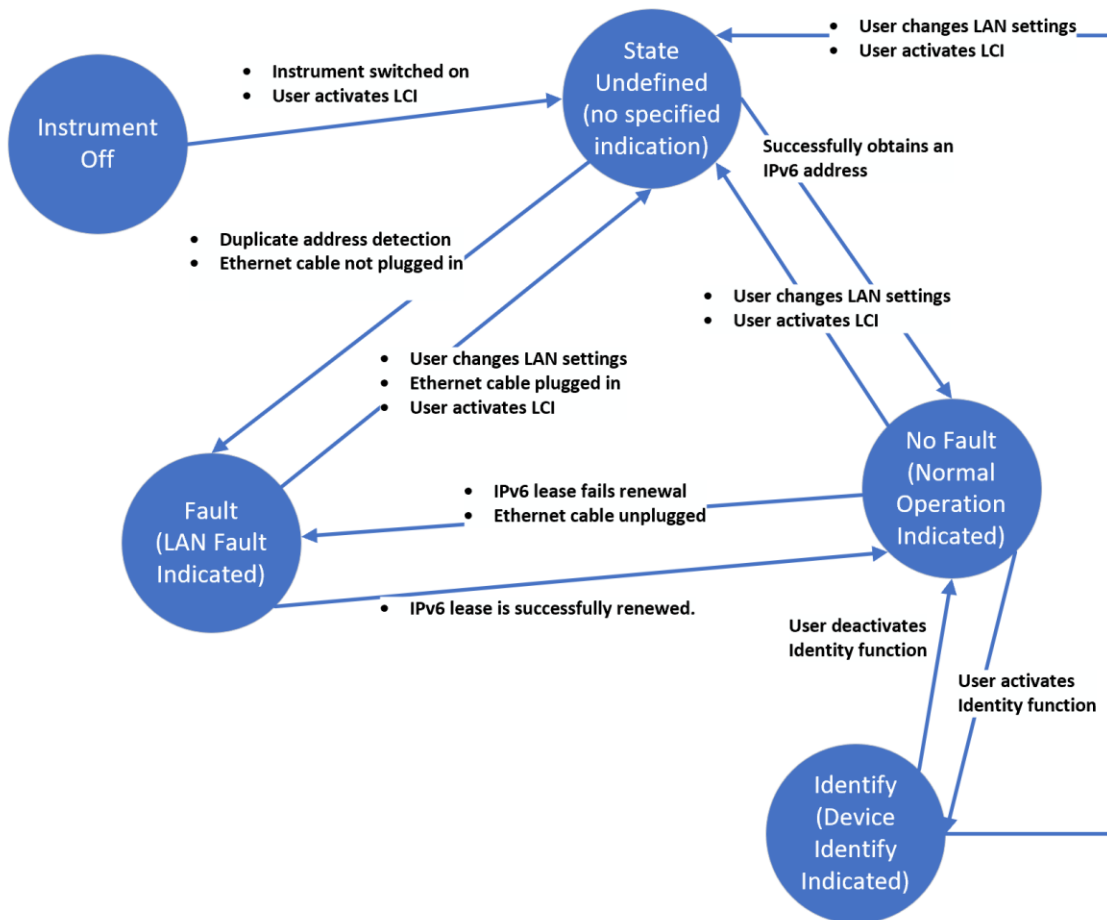 • User changes LAN settings
• User activates LCI
State
Undefined
(no specified
indication)
• Instrument switched on
• User activates LCI
Instrument
Off
Successfully obtains an
IPv6 address
• Duplicate address detection
• Ethernet cable not plugged in
• User changes LAN settings
• User activates LCI
• User changes LAN settings
• Ethernet cable plugged in
• User activates LCI
No Fault
(Normal
Operation
Indicated)
• IPv6 lease fails renewal
• Ethernet cable unplugged
Fault
(LAN Fault
Indicated)
• IPv6 lease is successfully renewed.
User deactivates
Identity function
User activates
Identity function
Identify
(Device
Identify
Indicated)